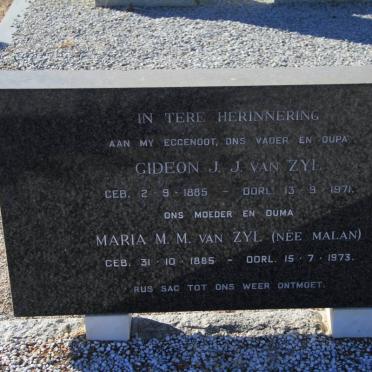 IN TERE HERINNERING
AAN MY EGGENOOT, ONS VADER EN OUPA
GIDEON J. J. VAN ZYL
GEB. 2-9-1885 - OORL. 13-9-1971.
ONS MOEDER EN OUMA
MARIA M. M. VAN ZYL (NÉE MALAN)
GEB. 31-10-1885 - OORL. 15-7-1973.
RUS SAG TOT ONS WEER ONTMOET.